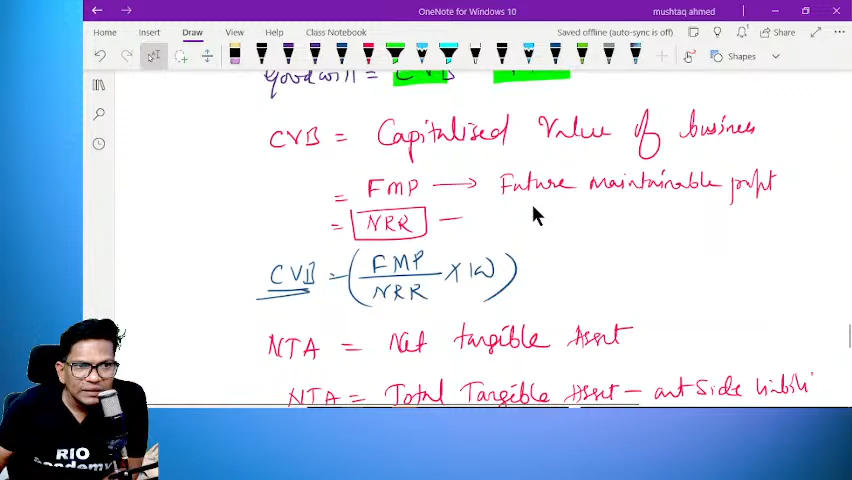 OneNote for Windows 10
mushtaq ahmed
Home Insert Draw View Help Class Notebook
Saved offline (auto-sync is off)
Share
Shapes
Goodwill = CVB
CVB = Capitalised Value of business
= FMP → Future maintainable profit
= NRR —
CVB = (FMP/NRR × 100)
NTA = Net tangible Asset
NTA = Total Tangible Asset - out side liabili
RIO
Academy